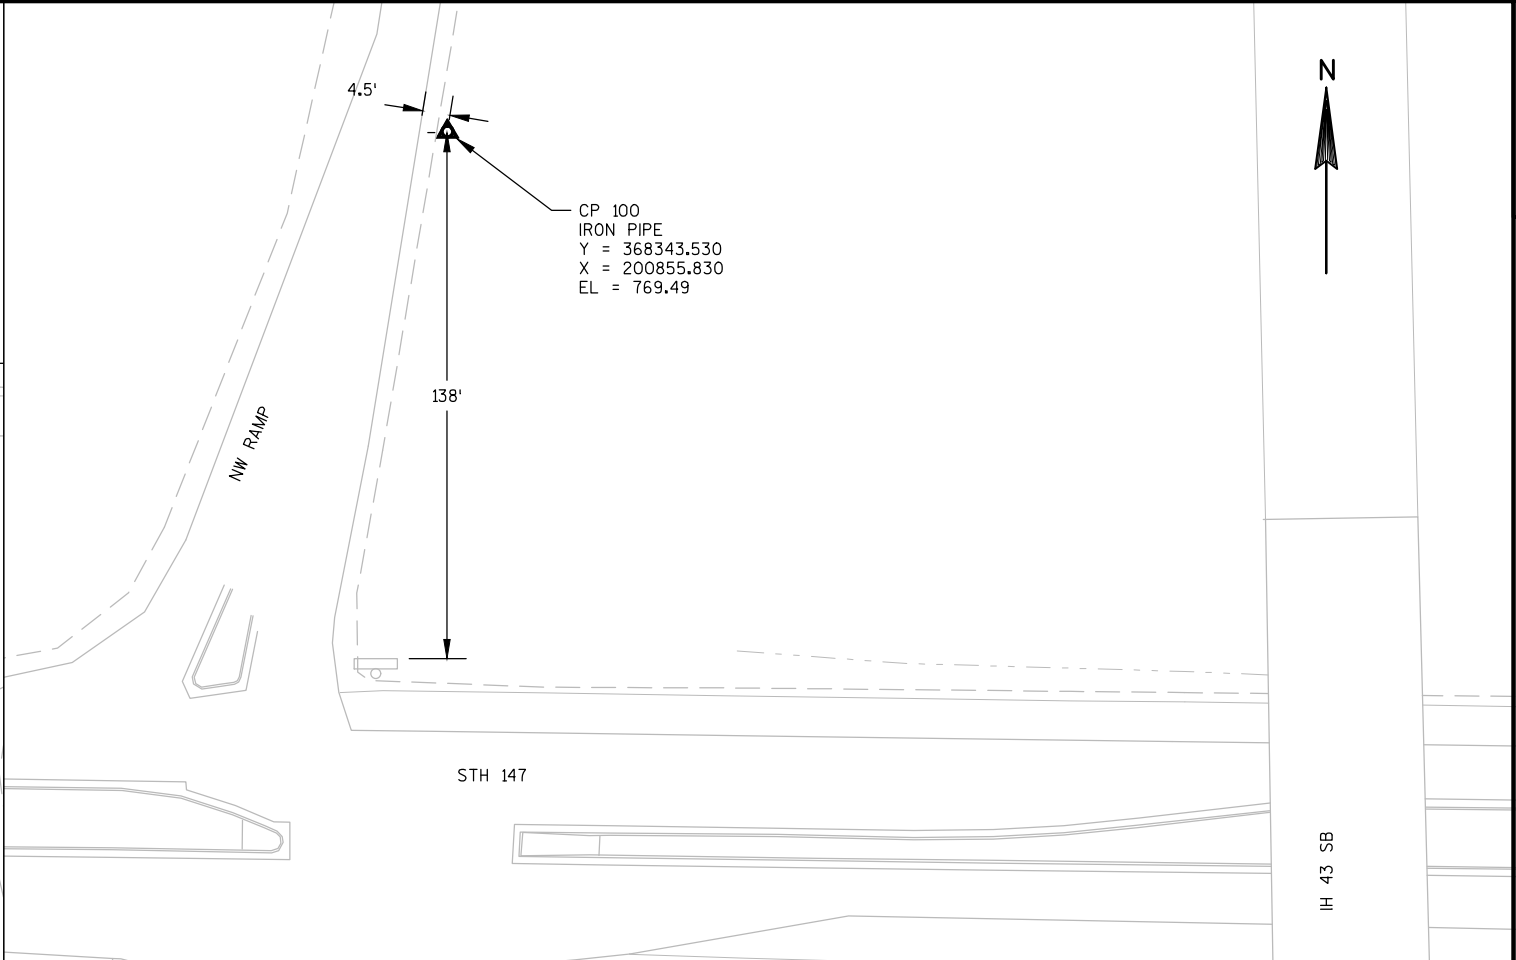 N
4.5'
CP 100
IRON PIPE
Y = 368343.530
X = 200855.830
EL = 769.49
138'
NW RAMP
STH 147
IH 43 SB